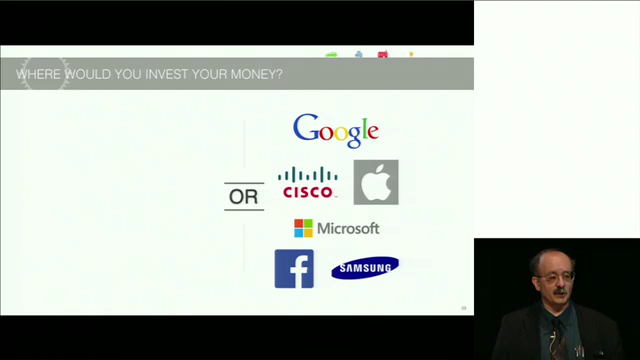 WHERE WOULD YOU INVEST YOUR MONEY?
Google
OR
CISCO
Microsoft
f
SAMSUNG